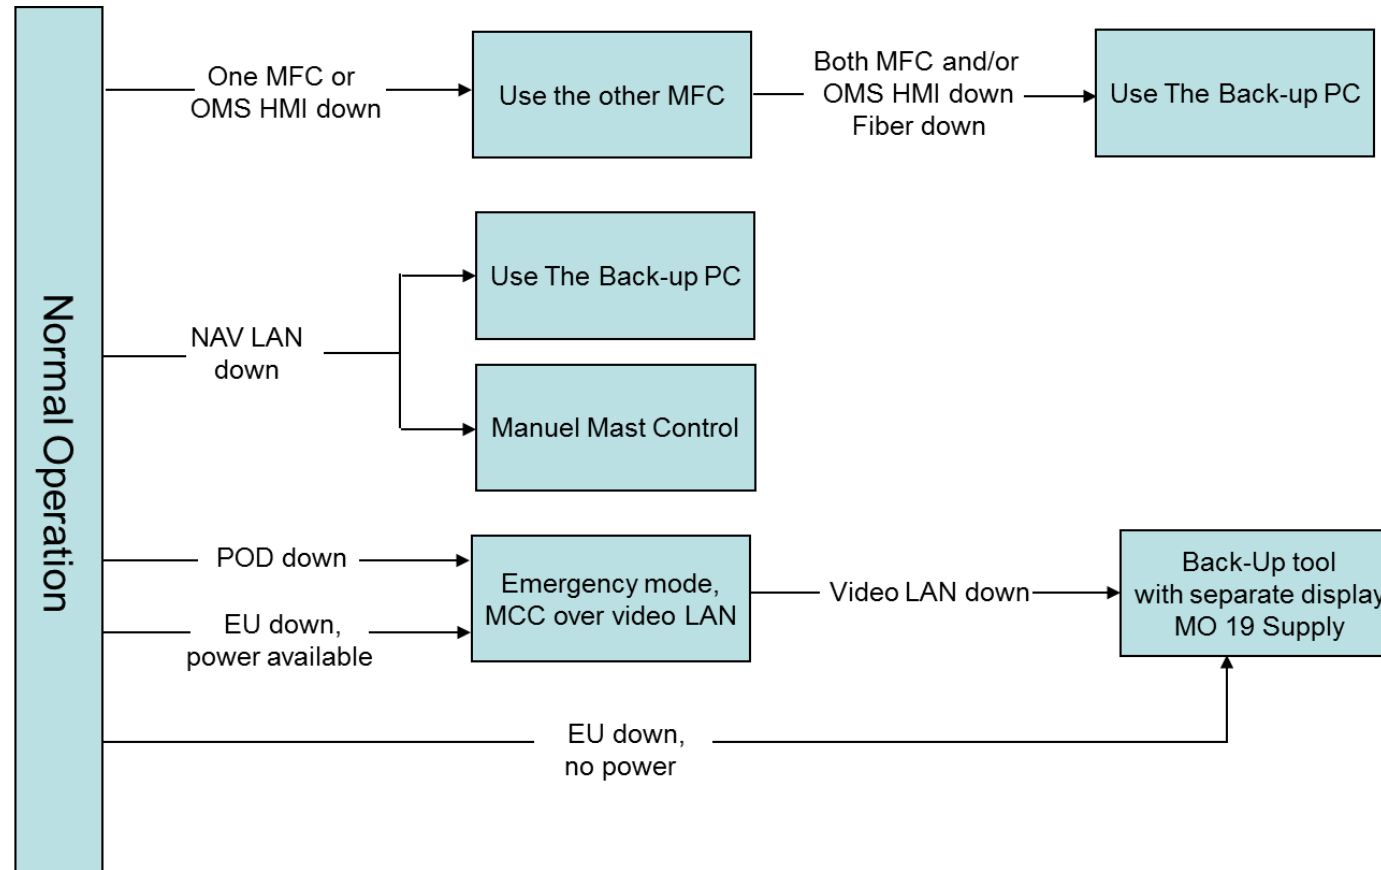 Normal Operation
One MFC or
OMS HMI down
Use the other MFC
Both MFC and/or
OMS HMI down
Fiber down
Use The Back-up PC
NAV LAN
down
Use The Back-up PC
Manuel Mast Control
POD down
EU down,
power available
Emergency mode,
MCC over video LAN
Video LAN down
Back-Up tool
with separate display
MO 19 Supply
EU down,
no power